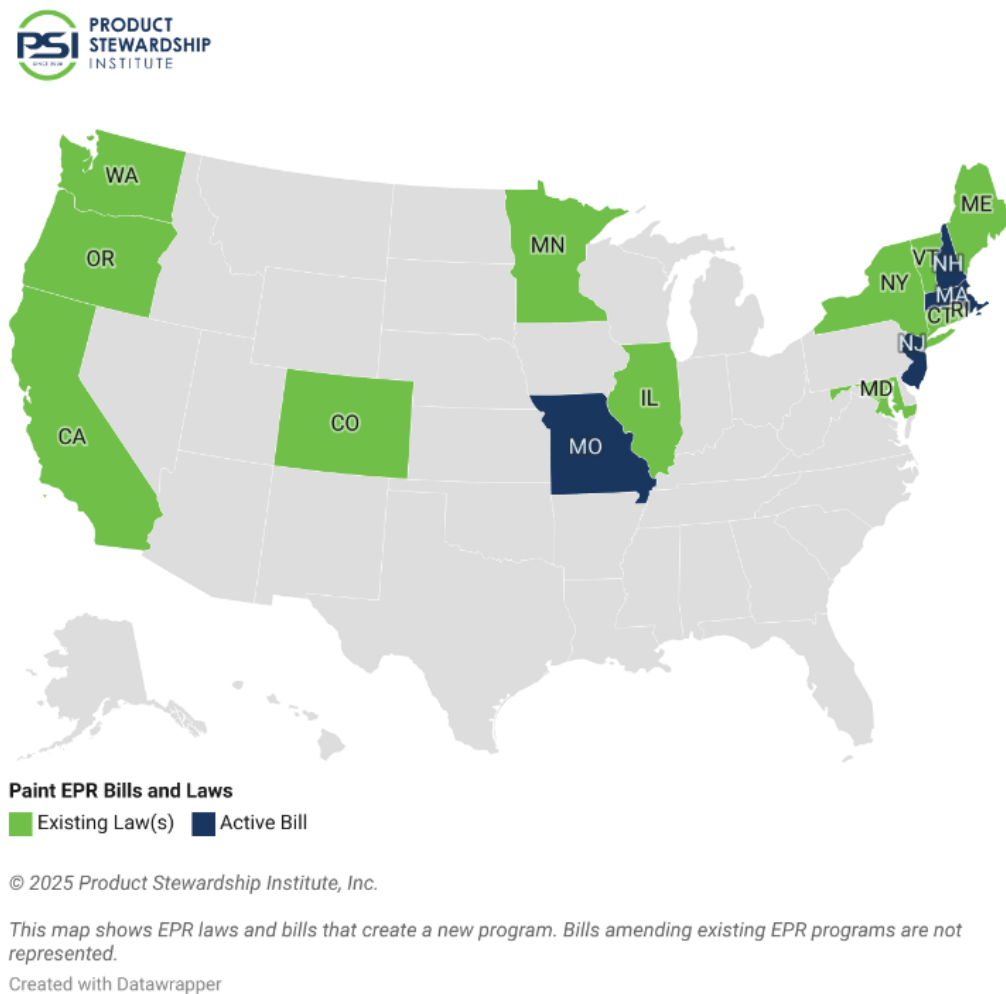 PSI
SINCE 2000
PRODUCT
STEWARDSHIP
INSTITUTE
WA
OR
CA
CO
MN
IL
MO
ME
VT
NH
NY
MA
CT
RI
NJ
MD
Paint EPR Bills and Laws
Existing Law(s) Active Bill
© 2025 Product Stewardship Institute, Inc.
This map shows EPR laws and bills that create a new program. Bills amending existing EPR programs are not
represented.
Created with Datawrapper